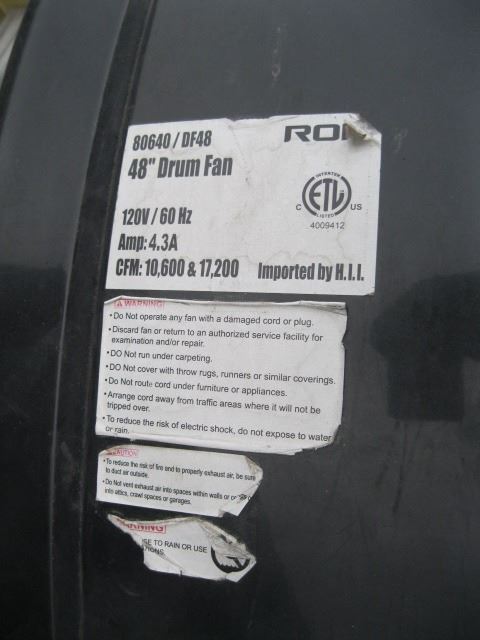 80640 / DF48
48" Drum Fan
120V / 60 Hz
Amp: 4.3A
CFM: 10,600 & 17,200
RO
INTERTEK
C ETL US
LISTED
4009412
Imported by H.I.I.
WARNING!
• Do Not operate any fan with a damaged cord or plug.
• Discard fan or return to an authorized service facility for
examination and/or repair.
• DO Not run under carpeting.
• DO Not cover with throw rugs, runners or similar coverings.
• Do Not route cord under furniture or appliances.
• Arrange cord away from traffic areas where it will not be
tripped over.
• To reduce the risk of electric shock, do not expose to water
or rain.
CAUTION
• To reduce the risk of fire and to properly exhaust air, be sure
to duct air outside.
• Do Not vent exhaust air into spaces within walls or
into attics, crawl spaces or garages.
RNING!
SE TO RAIN OR USE
TIONS.